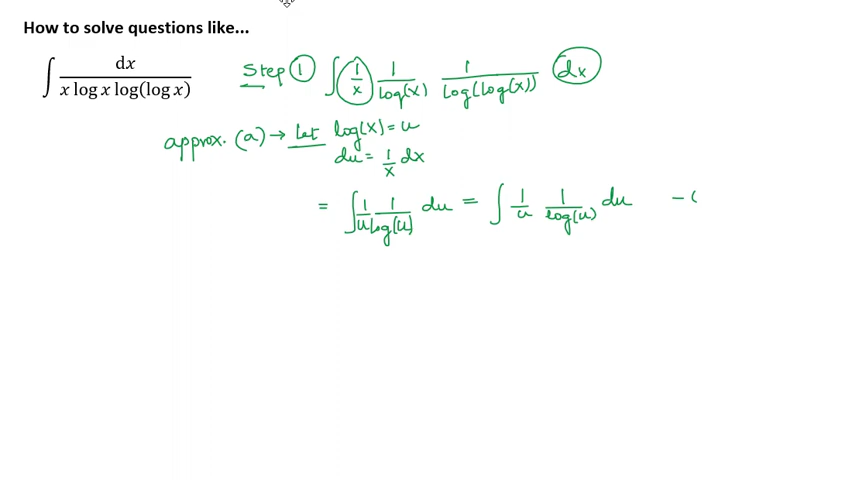 How to solve questions like...
∫ dx / (x log x log(log x))
Step ① ∫ 1/x 1/log(x) 1/log(log(x)) dx
approx. (a) → Let log(x) = u
du = 1/x dx
= ∫ 1/u 1/log(u) du = ∫ 1/u 1/log(u) du - (